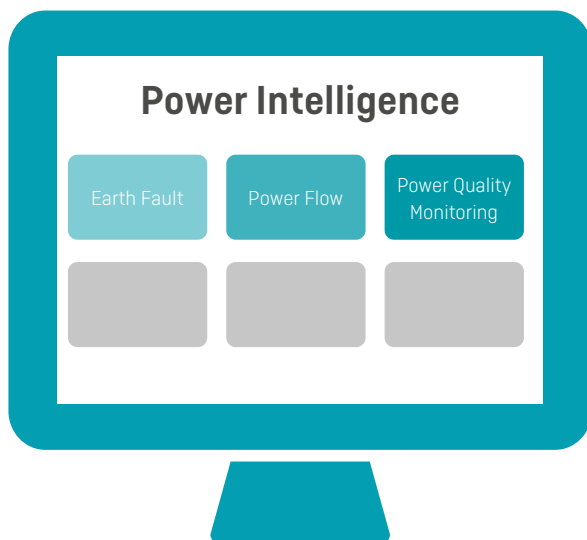 Power Intelligence
Earth Fault
Power Flow
Power Quality
Monitoring